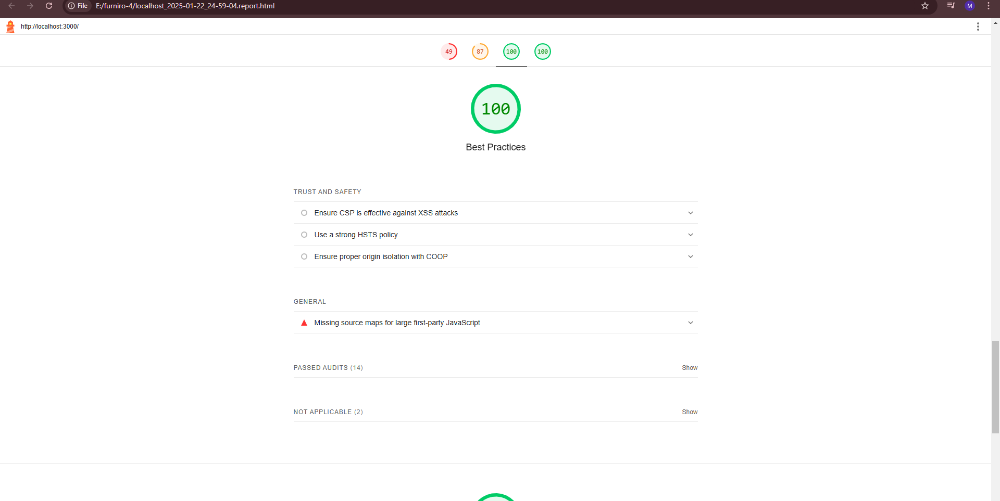 File E:/furniro-4/localhost_2025-01-22_24-59-04.report.html M
http://localhost:3000/
49 87 100 100
100
Best Practices
TRUST AND SAFETY
Ensure CSP is effective against XSS attacks
Use a strong HSTS policy
Ensure proper origin isolation with COOP
GENERAL
Missing source maps for large first-party JavaScript
PASSED AUDITS (14) Show
NOT APPLICABLE (2) Show